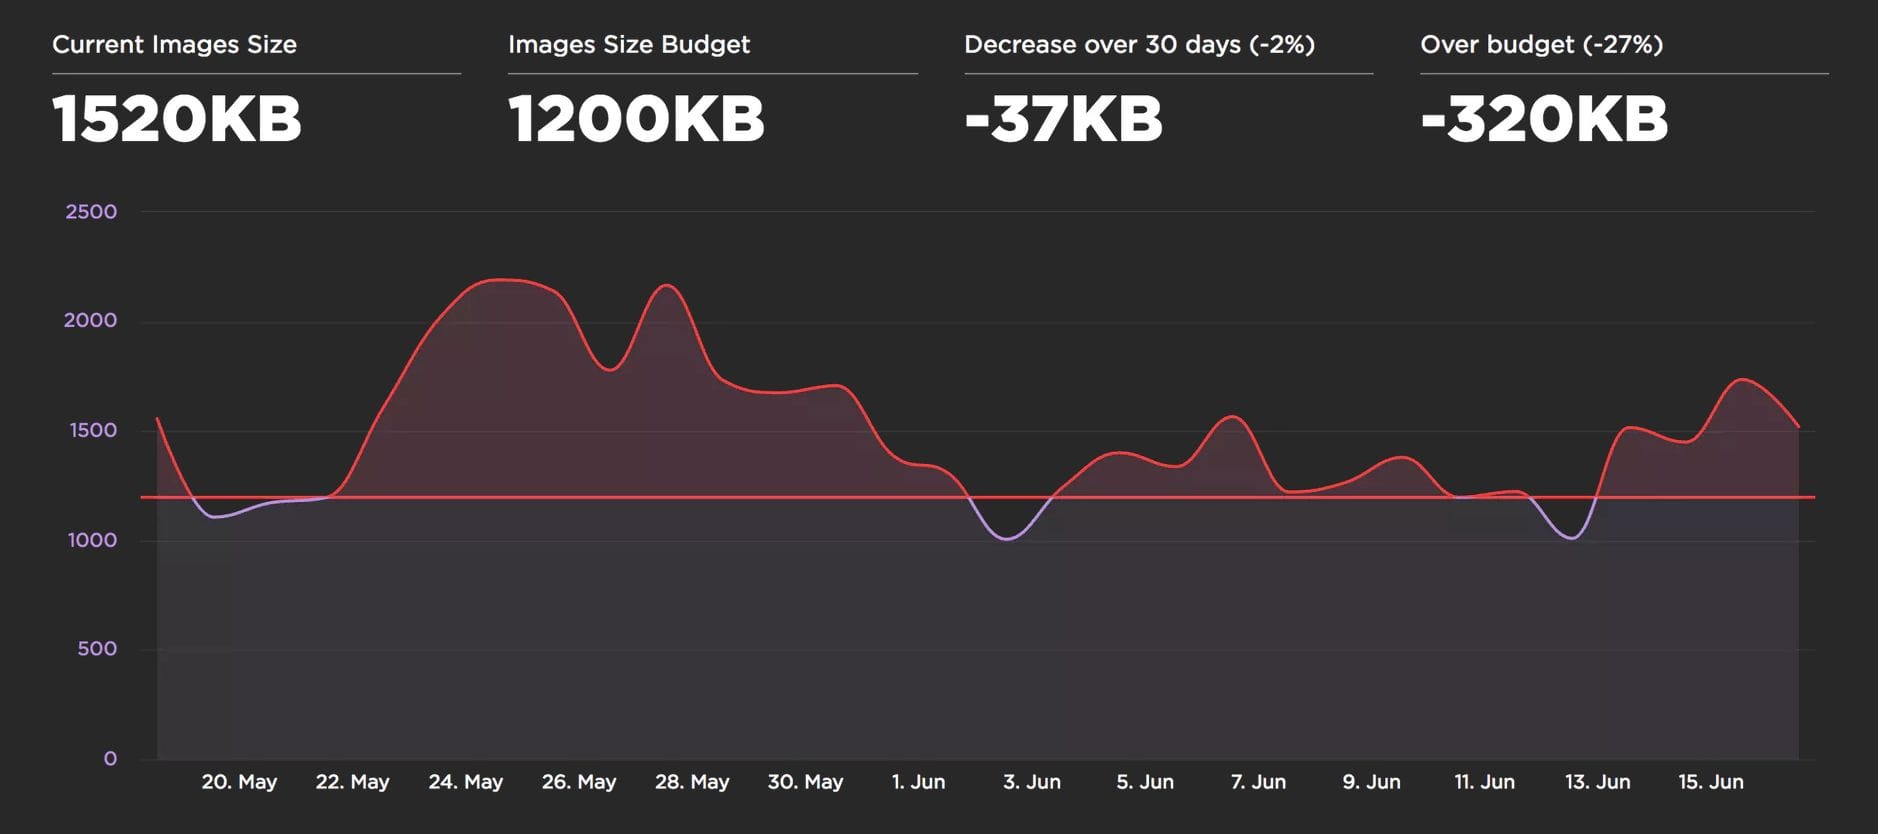 Current Images Size
1520KB
Images Size Budget
1200KB
Decrease over 30 days (-2%)
-37KB
Over budget (-27%)
-320KB
2500
2000
1500
1000
500
0
20. May 22. May 24. May 26. May 28. May 30. May 1. Jun 3. Jun 5. Jun 7. Jun 9. Jun 11. Jun 13. Jun 15. Jun